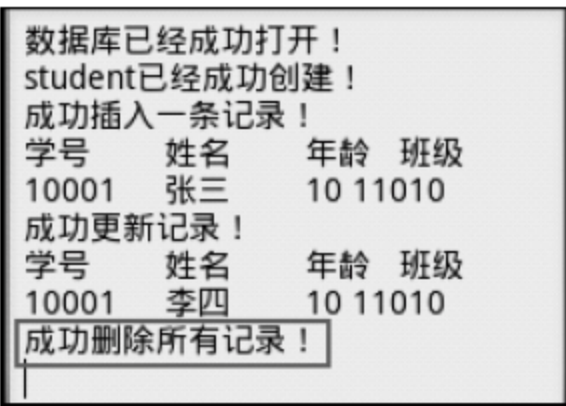 数据库已经成功打开！
student已经成功创建！
成功插入一条记录！
学号 姓名 年龄 班级
10001 张三 10 11010
成功更新记录！
学号 姓名 年龄 班级
10001 李四 10 11010
成功删除所有记录！